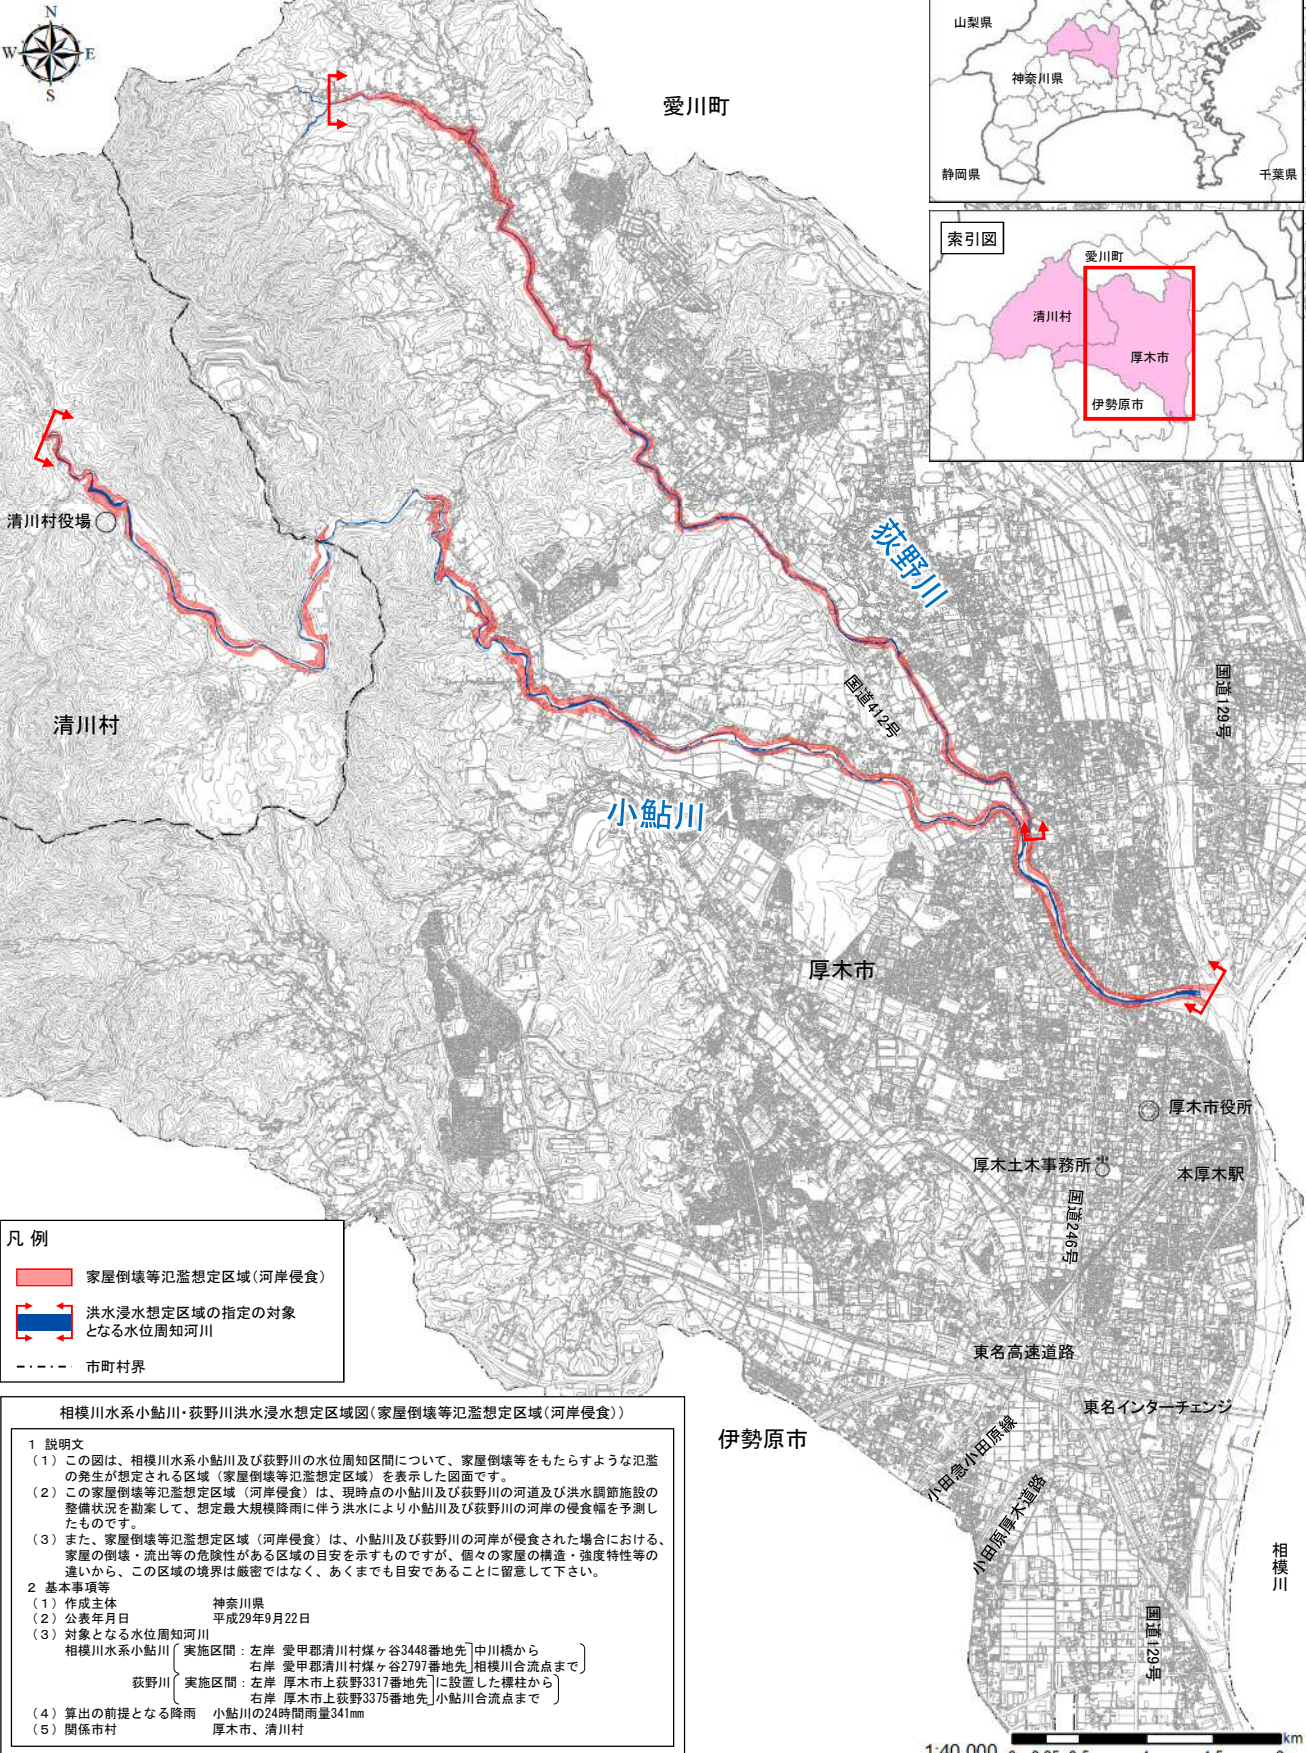 N
W
E
S
山梨県
神奈川県
静岡県
千葉県
索引図
愛川町
清川村
厚木市
伊勢原市
愛川町
清川村役場
荻野川
国道129号
国道412号
清川村
小鮎川
厚木市
厚木市役所
厚木土木事務所
本厚木駅
国道246号
東名高速道路
東名インターチェンジ
伊勢原市
小田急小田原線
小田原厚木道路
相模川
国道129号
凡 例
家屋倒壊等氾濫想定区域(河岸侵食)
洪水浸水想定区域の指定の対象
となる水位周知河川
市町村界
相模川水系小鮎川・荻野川洪水浸水想定区域図(家屋倒壊等氾濫想定区域(河岸侵食))
1 説明文
(1) この図は、相模川水系小鮎川及び荻野川の水位周知区間について、家屋倒壊等をもたらすような氾濫
の発生が想定される区域(家屋倒壊等氾濫想定区域)を表示した図面です。
(2) この家屋倒壊等氾濫想定区域(河岸侵食)は、現時点の小鮎川及び荻野川の河道及び洪水調節施設の
整備状況を勘案して、想定最大規模降雨に伴う洪水により小鮎川及び荻野川の河岸の侵食幅を予測し
たものです。
(3) また、家屋倒壊等氾濫想定区域(河岸侵食)は、小鮎川及び荻野川の河岸が侵食された場合における、
家屋の倒壊・流出等の危険性がある区域の目安を示すものですが、個々の家屋の構造・強度特性等の
違いから、この区域の境界は厳密ではなく、あくまでも目安であることに留意して下さい。
2 基本事項等
(1) 作成主体 神奈川県
(2) 公表年月日 平成29年9月22日
(3) 対象となる水位周知河川
相模川水系小鮎川 実施区間:左岸 愛甲郡清川村煤ヶ谷3448番地先 中川橋から
右岸 愛甲郡清川村煤ヶ谷2797番地先 相模川合流点まで
荻野川 実施区間:左岸 厚木市上荻野3317番地先 に設置した標柱から
右岸 厚木市上荻野3375番地先 小鮎川合流点まで
(4) 算出の前提となる降雨 小鮎川の24時間雨量341mm
(5) 関係市村 厚木市、清川村
km
1:40,000